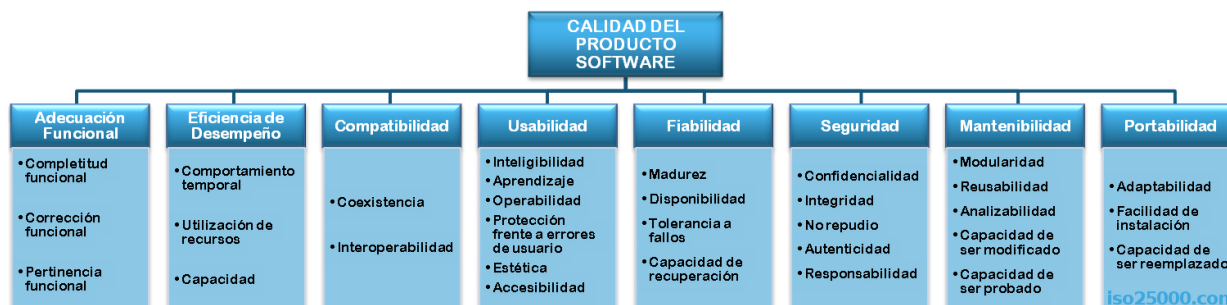 CALIDAD DEL
PRODUCTO
SOFTWARE
Adecuación
Funcional
• Completitud
funcional
• Corrección
funcional
• Pertinencia
funcional
Eficiencia de
Desempeño
• Comportamiento
temporal
• Utilización de
recursos
• Capacidad
Compatibilidad
• Coexistencia
• Interoperabilidad
Usabilidad
• Inteligibilidad
• Aprendizaje
• Operabilidad
• Protección
frente a errores
de usuario
• Estética
• Accesibilidad
Fiabilidad
• Madurez
• Disponibilidad
• Tolerancia a
fallos
• Capacidad de
recuperación
Seguridad
• Confidencialidad
• Integridad
• No repudio
• Autenticidad
• Responsabilidad
Mantenibilidad
• Modularidad
• Reusabilidad
• Analizabilidad
• Capacidad de
ser modificado
• Capacidad de
ser probado
Portabilidad
• Adaptabilidad
• Facilidad de
instalación
• Capacidad de
ser reemplazado
iso25000.com